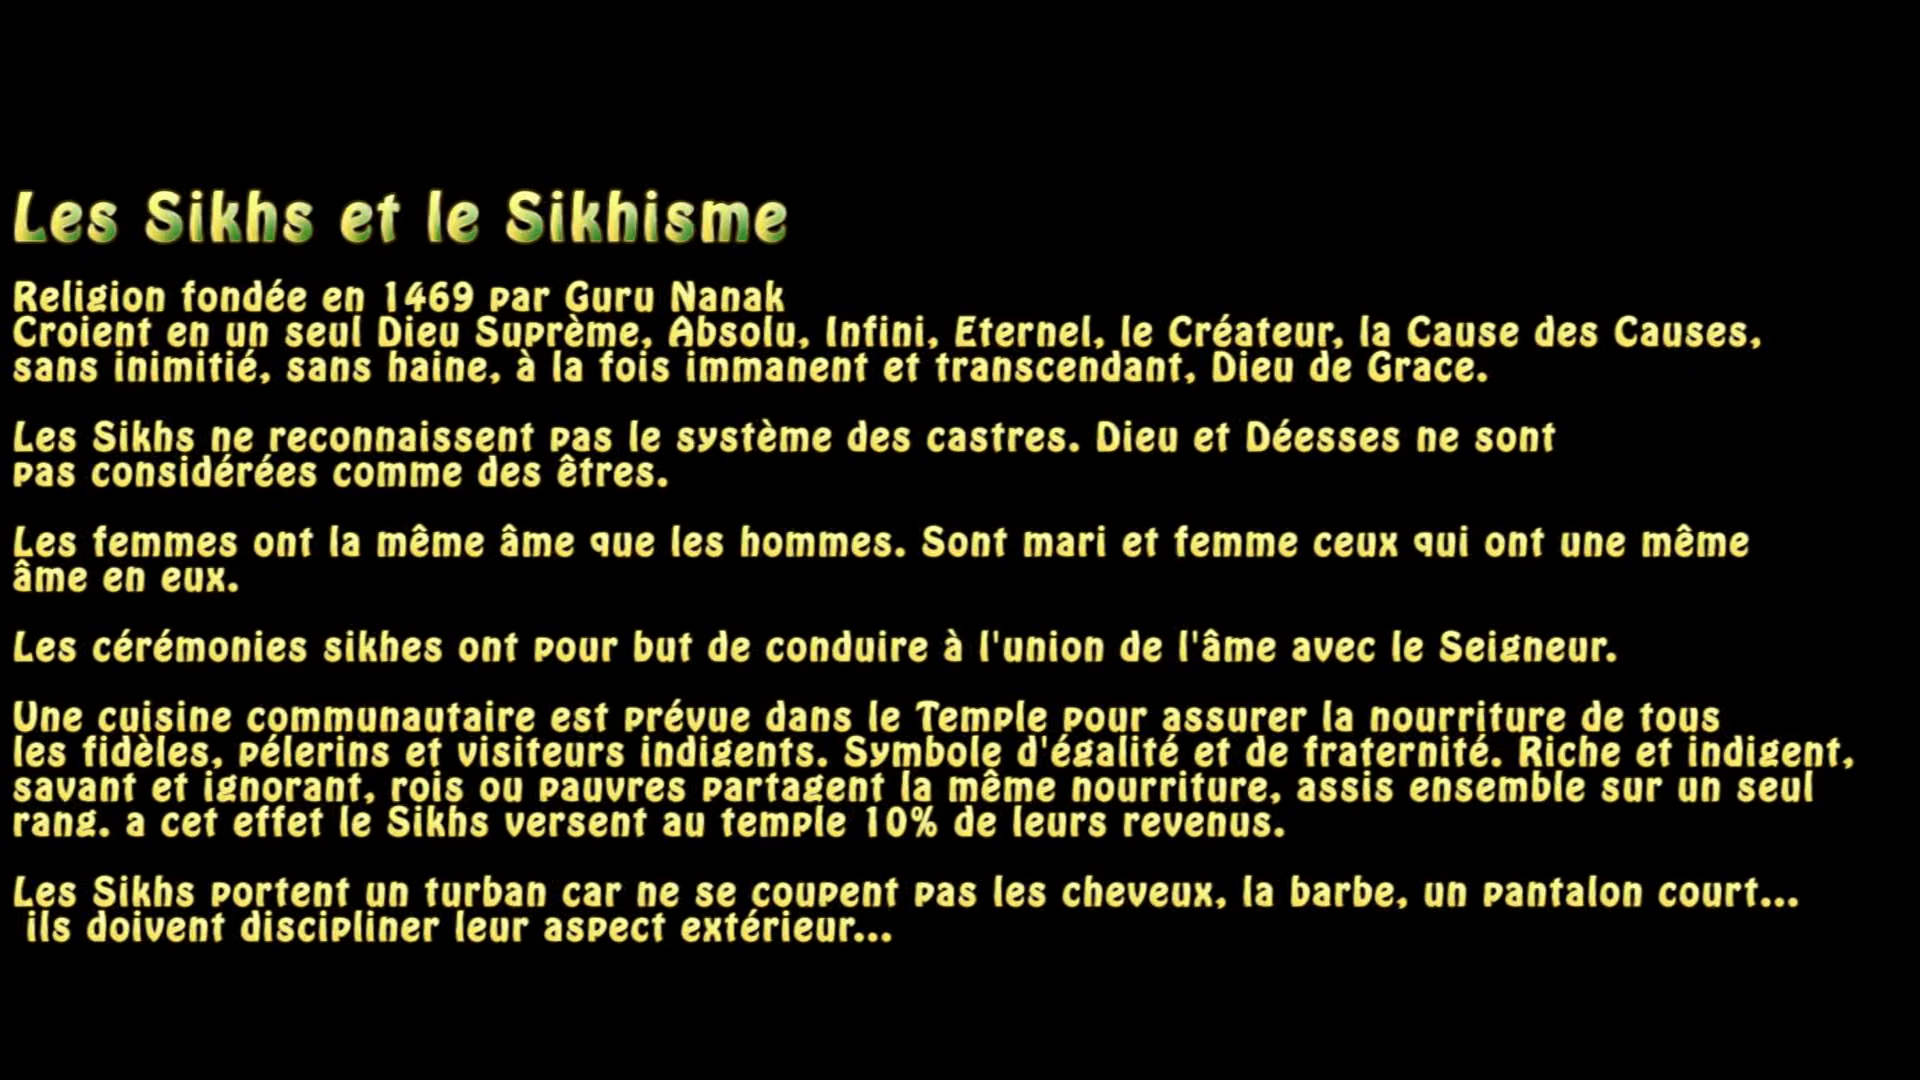 Les Sikhs et le Sikhisme
Religion fondée en 1469 par Guru Nanak
Croient en un seul Dieu Suprème, Absolu, Infini, Eternel, le Créateur, la Cause des Causes,
sans inimitié, sans haine, à la fois immanent et transcendant, Dieu de Grace.
Les Sikhs ne reconnaissent pas le système des castres. Dieu et Déesses ne sont
pas considérées comme des êtres.
Les femmes ont la même âme que les hommes. Sont mari et femme ceux qui ont une même
âme en eux.
Les cérémonies sikhes ont pour but de conduire à l'union de l'âme avec le Seigneur.
Une cuisine communautaire est prévue dans le Temple pour assurer la nourriture de tous
les fidèles, pélerins et visiteurs indigents. Symbole d'égalité et de fraternité. Riche et indigent,
savant et ignorant, rois ou pauvres partagent la même nourriture, assis ensemble sur un seul
rang. a cet effet le Sikhs versent au temple 10% de leurs revenus.
Les Sikhs portent un turban car ne se coupent pas les cheveux, la barbe, un pantalon court...
ils doivent discipliner leur aspect extérieur...